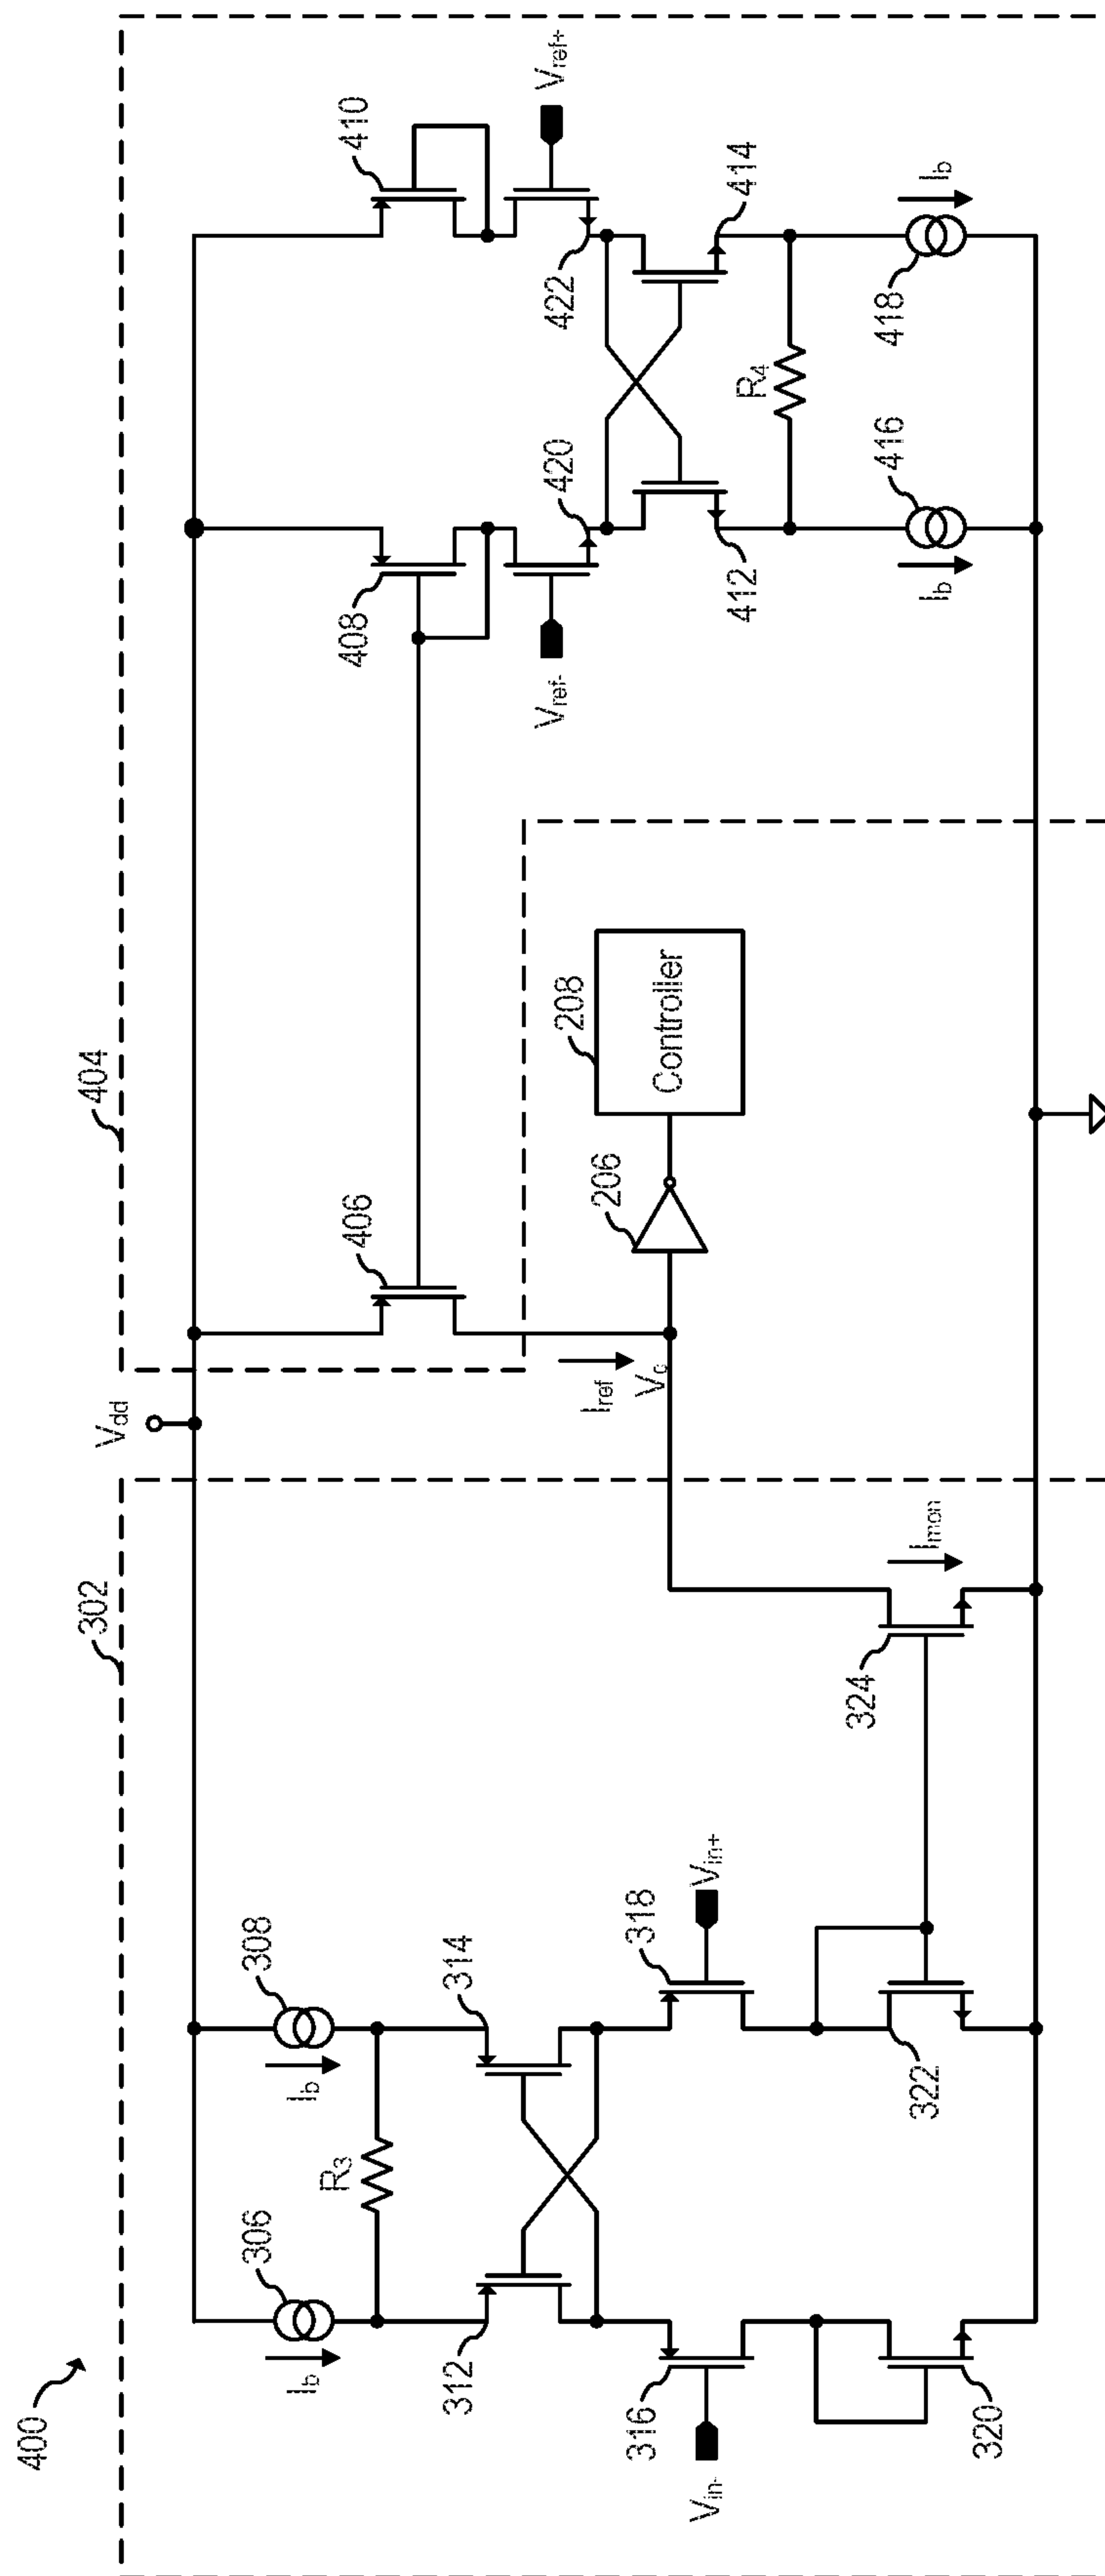 400
302
404
Vdd
Ib
306
R3
Ib
308
312
314
316
Vin-
318
Vin+
320
322
324
Imon
406
Iref
Vc
206
208
Controller
408
410
Vref-
420
422
Vref+
412
414
R4
Ib
416
418
Ib